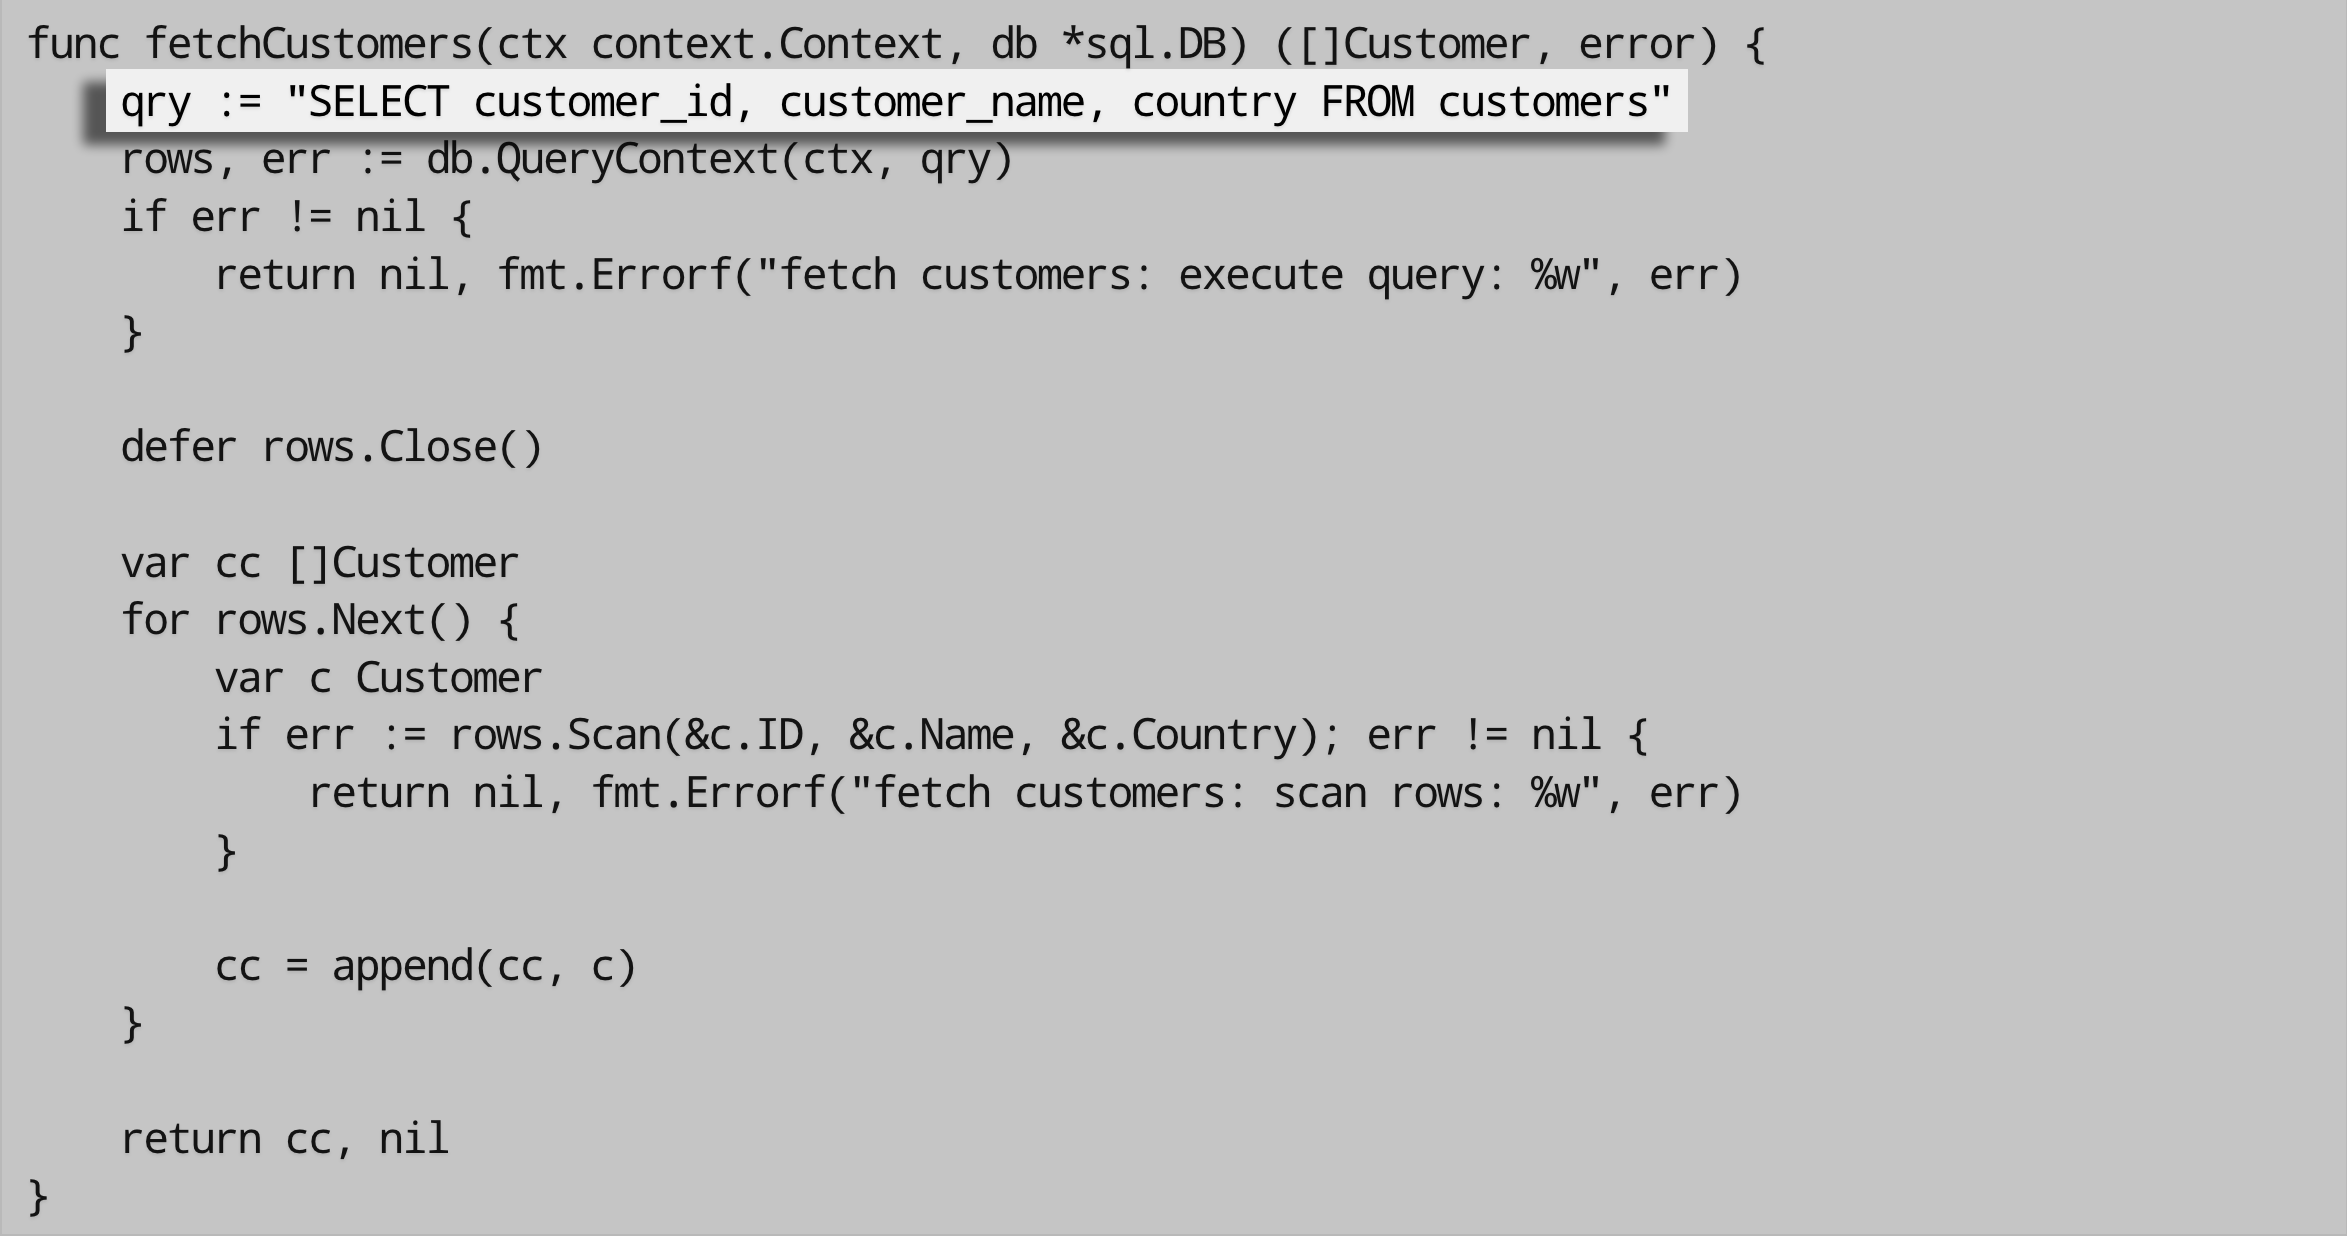 func fetchCustomers(ctx context.Context, db *sql.DB) ([]Customer, error) {
    qry := "SELECT customer_id, customer_name, country FROM customers"
    rows, err := db.QueryContext(ctx, qry)
    if err != nil {
        return nil, fmt.Errorf("fetch customers: execute query: %w", err)
    }

    defer rows.Close()

    var cc []Customer
    for rows.Next() {
        var c Customer
        if err := rows.Scan(&c.ID, &c.Name, &c.Country); err != nil {
            return nil, fmt.Errorf("fetch customers: scan rows: %w", err)
        }

        cc = append(cc, c)
    }

    return cc, nil
}